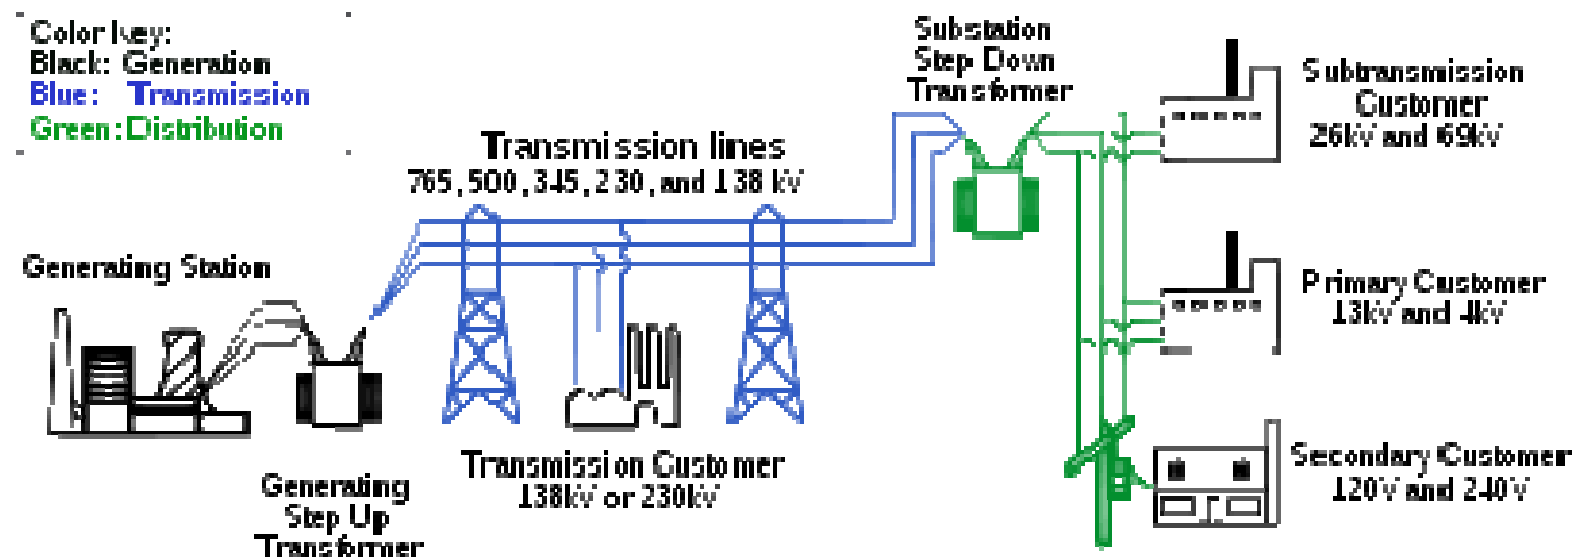 Color key:
Black: Generation
Blue: Transmission
Green: Distribution
Substation
Step Down
Transformer
Subtransmission
Customer
26kV and 69kV
Transmission lines
765, 500, 345, 230, and 138 kV
Generating Station
Primary Customer
13kV and 4kV
Transmission Customer
138kV or 230kV
Generating
Step Up
Transformer
Secondary Customer
120V and 240V